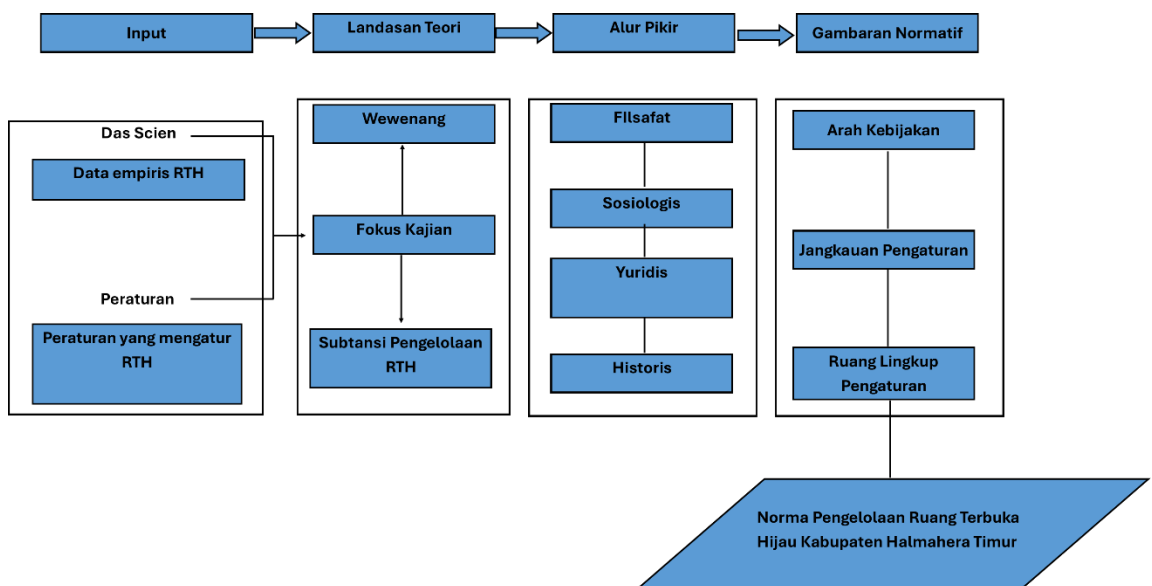 Input
Landasan Teori
Alur Pikir
Gambaran Normatif
Das Scien
Data empiris RTH
Peraturan
Peraturan yang mengatur
RTH
Wewenang
Fokus Kajian
Subtansi Pengelolaan
RTH
FIlsafat
Sosiologis
Yuridis
Historis
Arah Kebijakan
Jangkauan Pengaturan
Ruang Lingkup
Pengaturan
Norma Pengelolaan Ruang Terbuka
Hijau Kabupaten Halmahera Timur